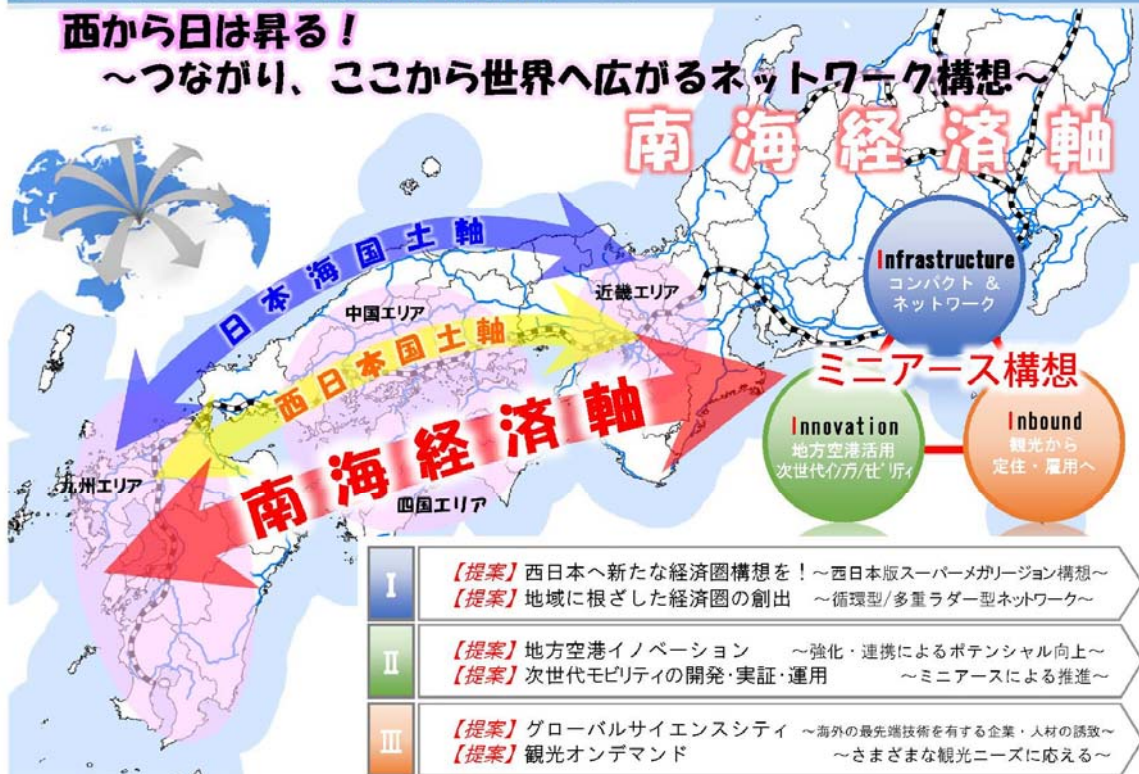 西から日は昇る！
～つながり、ここから世界へ広がるネットワーク構想～
南海経済軸
日本海国土軸
中国エリア
近畿エリア
西日本国土軸
南海経済軸
九州エリア
四国エリア
Infrastructure
コンパクト ＆
ネットワーク
ミニアース構想
Innovation
地方空港活用
次世代ｲﾝﾌﾗ/ﾓﾋﾞﾘﾃｨ
Inbound
観光から
定住・雇用へ
Ⅰ
【提案】西日本へ新たな経済圏構想を！～西日本版スーパーメガリージョン構想～
【提案】地域に根ざした経済圏の創出 ～循環型/多重ラダー型ネットワーク～
Ⅱ
【提案】地方空港イノベーション ～強化・連携によるポテンシャル向上～
【提案】次世代モビリティの開発・実証・運用 ～ミニアースによる推進～
Ⅲ
【提案】グローバルサイエンスシティ ～海外の最先端技術を有する企業・人材の誘致～
【提案】観光オンデマンド ～さまざまな観光ニーズに応える～